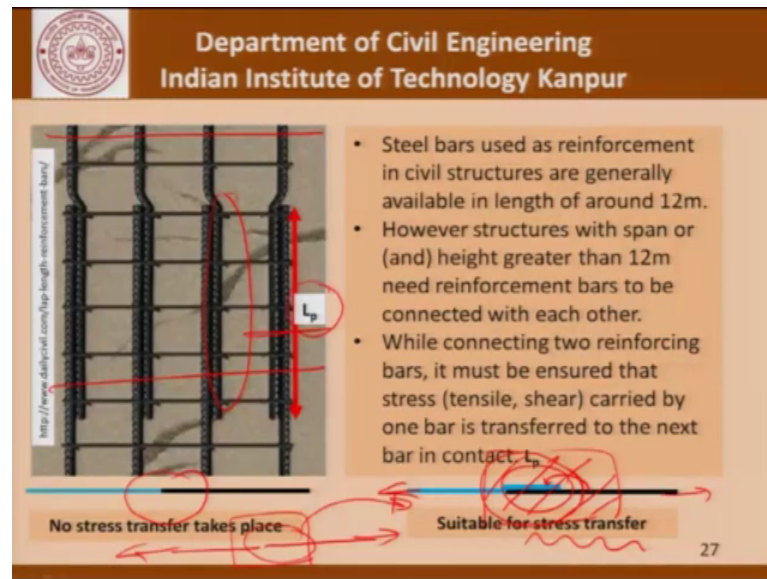 Department of Civil Engineering
Indian Institute of Technology Kanpur
http://www.dailycivil.com/lap-length-reinforcement-bars/
Lp
• Steel bars used as reinforcement
in civil structures are generally
available in length of around 12m.
• However structures with span or
(and) height greater than 12m
need reinforcement bars to be
connected with each other.
• While connecting two reinforcing
bars, it must be ensured that
stress (tensile, shear) carried by
one bar is transferred to the next
bar in contact. Lp
No stress transfer takes place
Suitable for stress transfer
27